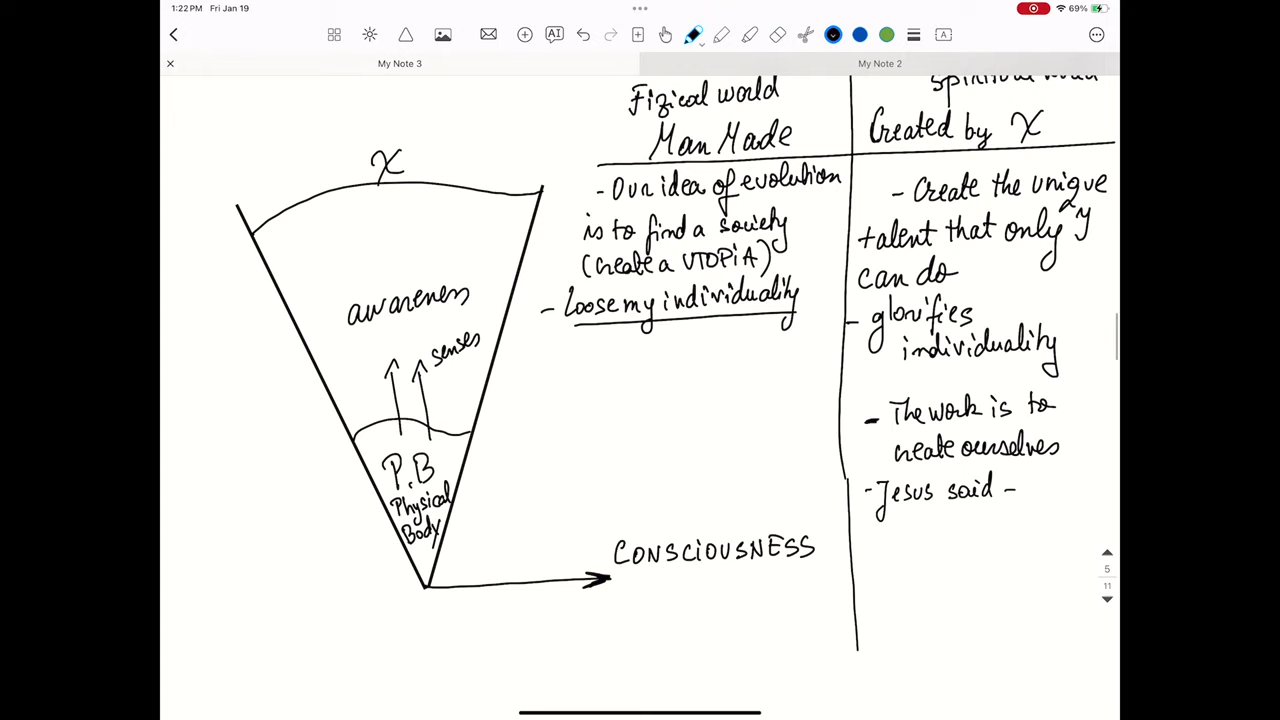 1:22 PM Fri Jan 19
69%
AI
A
My Note 3
My Note 2
Fizical world
Man Made
spiritual world
Created by X
- Our idea of evolution
is to find a society
(Create a UTOPiA)
- Loose my individuality
- Create the unique
talent that only y
can do
- glorifies
individuality
- The work is to
create ourselves
- Jesus said -
X
awareness
senses
P.B
Physical
Body
CONSCiOUSNESS
5
11